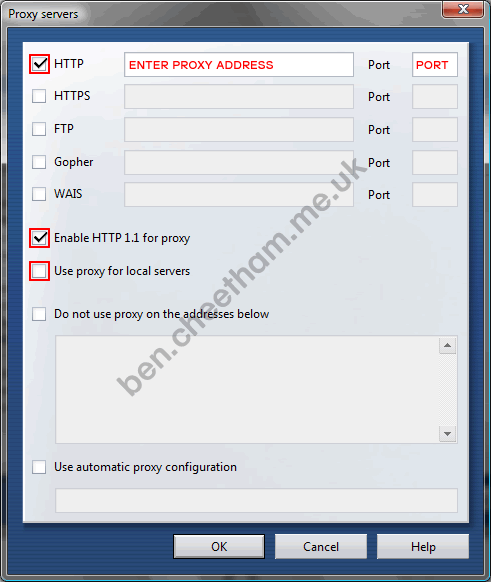 Proxy servers
HTTP ENTER PROXY ADDRESS Port PORT
HTTPS Port
FTP Port
Gopher Port
WAIS Port
Enable HTTP 1.1 for proxy
Use proxy for local servers
Do not use proxy on the addresses below
ben.cheetham.me.uk
Use automatic proxy configuration
OK Cancel Help